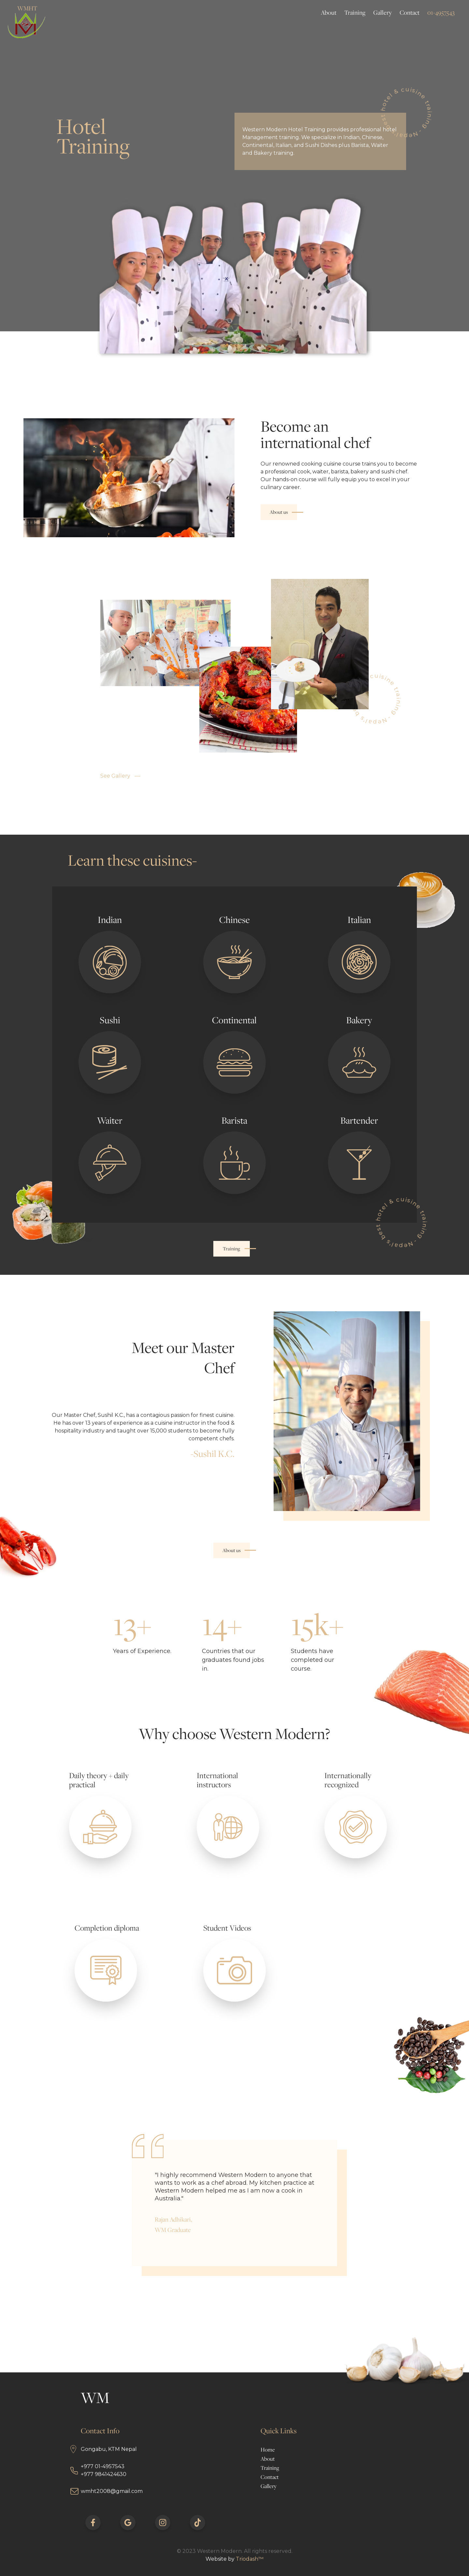 WMHT
About Training Gallery Contact 01-4957543
Hotel
Training
Western Modern Hotel Training provides professional hotel
Management training. We specialize in Indian, Chinese,
Continental, Italian, and Sushi Dishes plus Barista, Waiter
and Bakery training.
best hotel & cuisine training -Nepal's
Become an
international chef
Our renowned cooking cuisine course trains you to become
a professional cook, waiter, barista, bakery and sushi chef.
Our hands-on course will fully equip you to excel in your
culinary career.
About us
cuisine training -Nepal's
See Gallery
Learn these cuisines-
Indian Chinese Italian
Sushi Continental Bakery
Waiter Barista Bartender
best hotel & cuisine training -Nepal's
Training
Meet our Master
Chef
Our Master Chef, Sushil K.C., has a contagious passion for finest cuisine.
He has over 13 years of experience as a cuisine instructor in the food &
hospitality industry and taught over 15,000 students to become fully
competent chefs.
-Sushil K.C.
About us
13+ 14+ 15k+
Years of Experience.
Countries that our
graduates found jobs
in.
Students have
completed our
course.
Why choose Western Modern?
Daily theory + daily
practical
International
instructors
Internationally
recognized
Completion diploma Student Videos
"I highly recommend Western Modern to anyone that
wants to work as a chef abroad. My kitchen practice at
Western Modern helped me as I am now a cook in
Australia."
Rajan Adhikari,
WM Graduate
WM
Contact Info
Gongabu, KTM Nepal
+977 01-4957543
+977 9841424630
wmht2008@gmail.com
Quick Links
Home
About
Training
Contact
Gallery
© 2022 Western Modern. All rights reserved.
Website by Triodash™